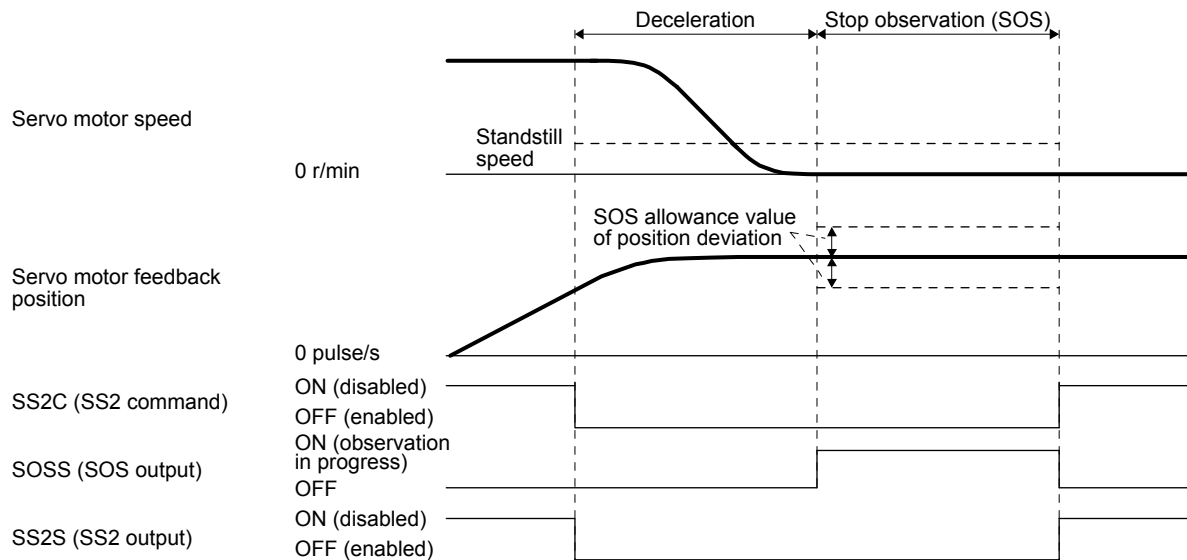 Deceleration
Stop observation (SOS)
Servo motor speed
Standstill
speed
0 r/min
SOS allowance value
of position deviation
Servo motor feedback
position
0 pulse/s
SS2C (SS2 command)
ON (disabled)
OFF (enabled)
SOSS (SOS output)
ON (observation
in progress)
OFF
SS2S (SS2 output)
ON (disabled)
OFF (enabled)